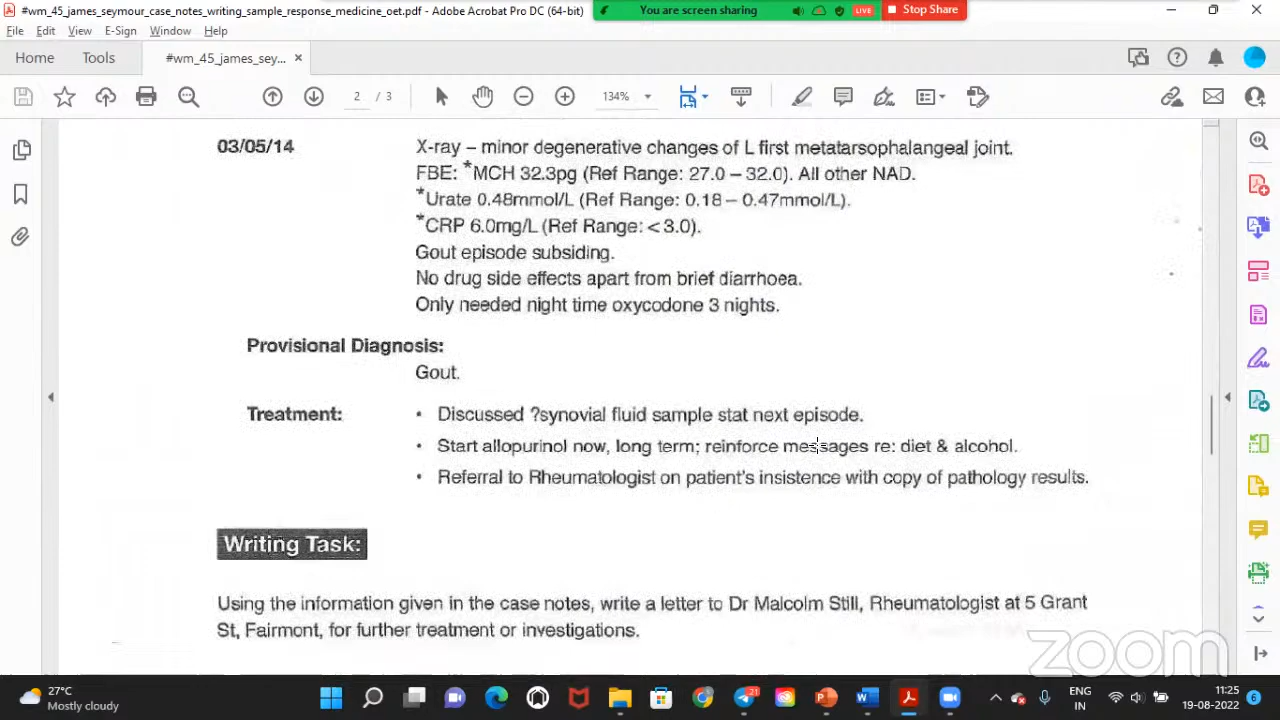 #wm_45_james_seymour_case_notes_writing_sample_response_medicine_oet.pdf - Adobe Acrobat Pro DC (64-bit)
You are screen sharing
LIVE
Stop Share
File Edit View E-Sign Window Help
Home Tools #wm_45_james_sey... ×
2 / 3
134%
03/05/14 X-ray – minor degenerative changes of L first metatarsophalangeal joint.
FBE: *MCH 32.3pg (Ref Range: 27.0 – 32.0). All other NAD.
*Urate 0.48mmol/L (Ref Range: 0.18 – 0.47mmol/L).
*CRP 6.0mg/L (Ref Range: < 3.0).
Gout episode subsiding.
No drug side effects apart from brief diarrhoea.
Only needed night time oxycodone 3 nights.
Provisional Diagnosis:
Gout.
Treatment: • Discussed ?synovial fluid sample stat next episode.
• Start allopurinol now, long term; reinforce messages re: diet & alcohol.
• Referral to Rheumatologist on patient's insistence with copy of pathology results.
Writing Task:
Using the information given in the case notes, write a letter to Dr Malcolm Still, Rheumatologist at 5 Grant
St, Fairmont, for further treatment or investigations.
zoom
27°C
Mostly cloudy
21
ENG
IN
11:25
19-08-2022
6